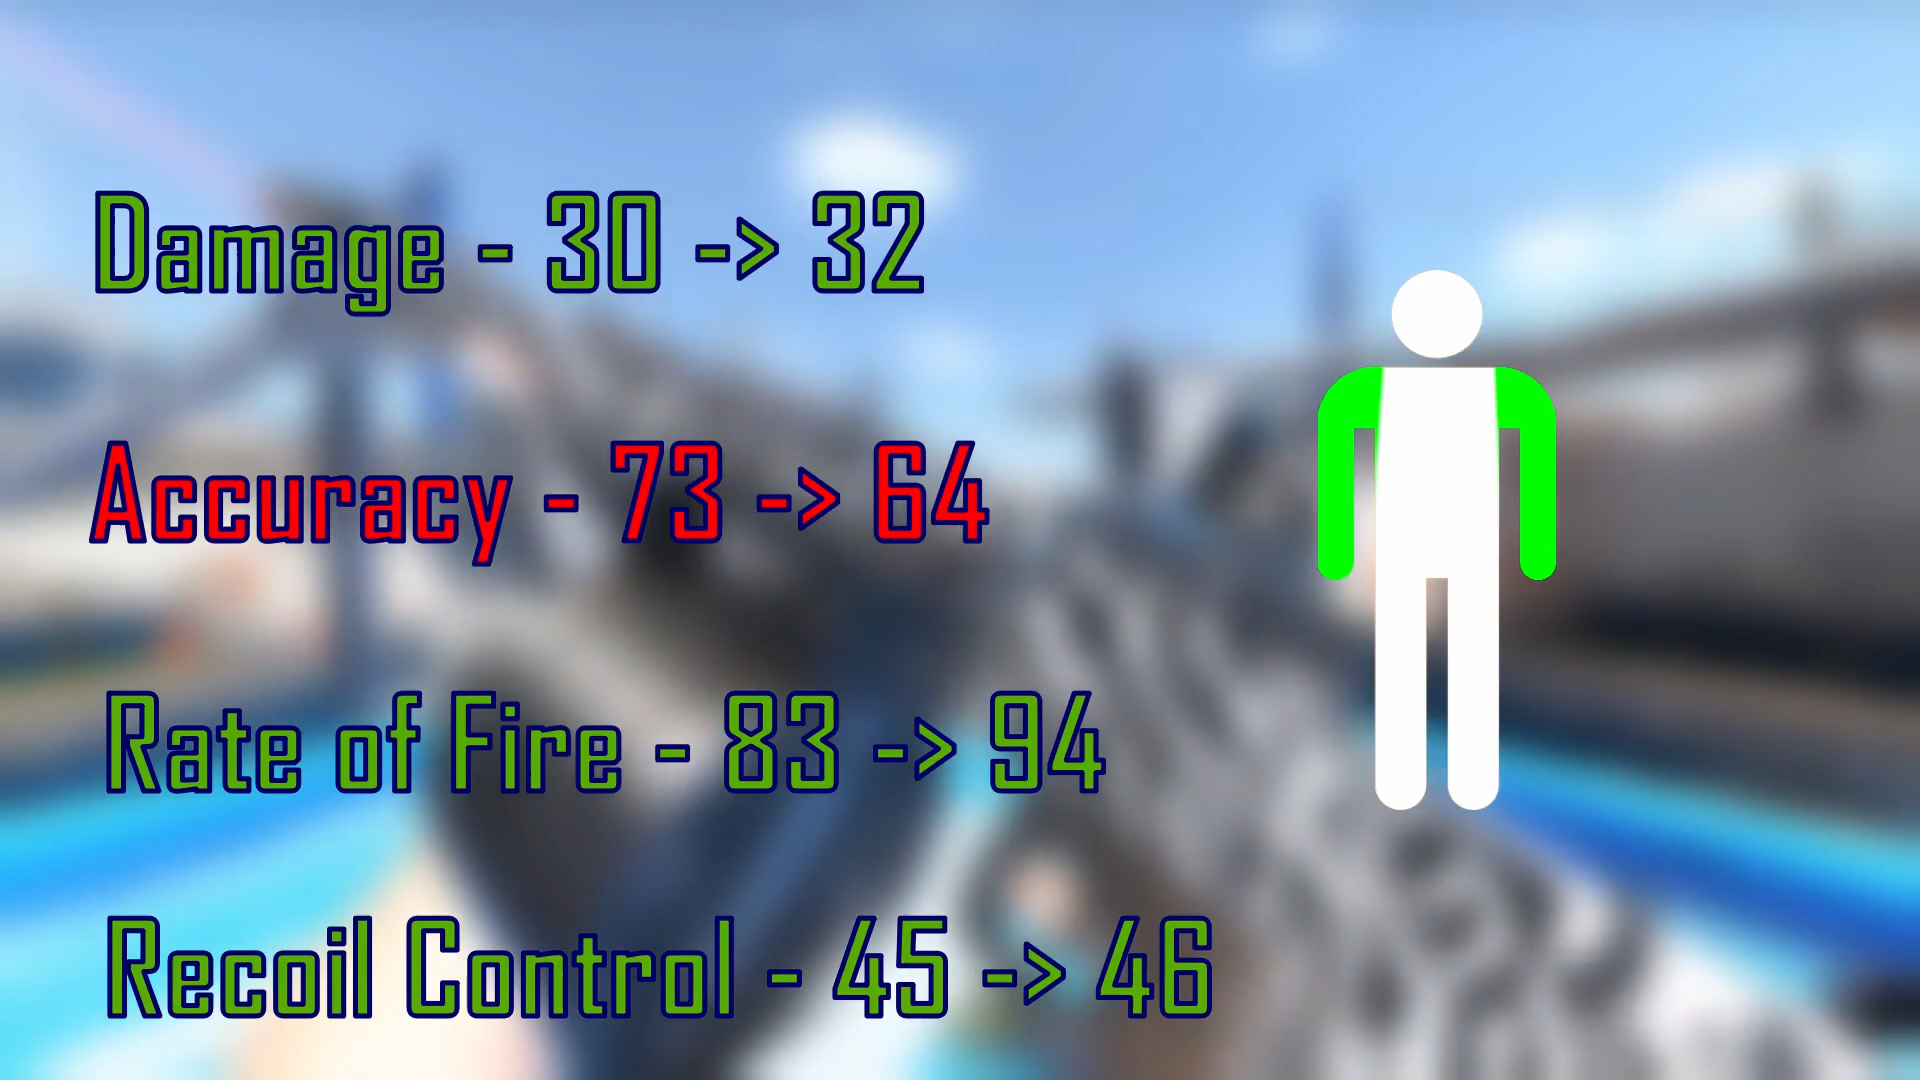 Damage - 30 -> 32
Accuracy - 73 -> 64
Rate of Fire - 83 -> 94
Recoil Control - 45 -> 46